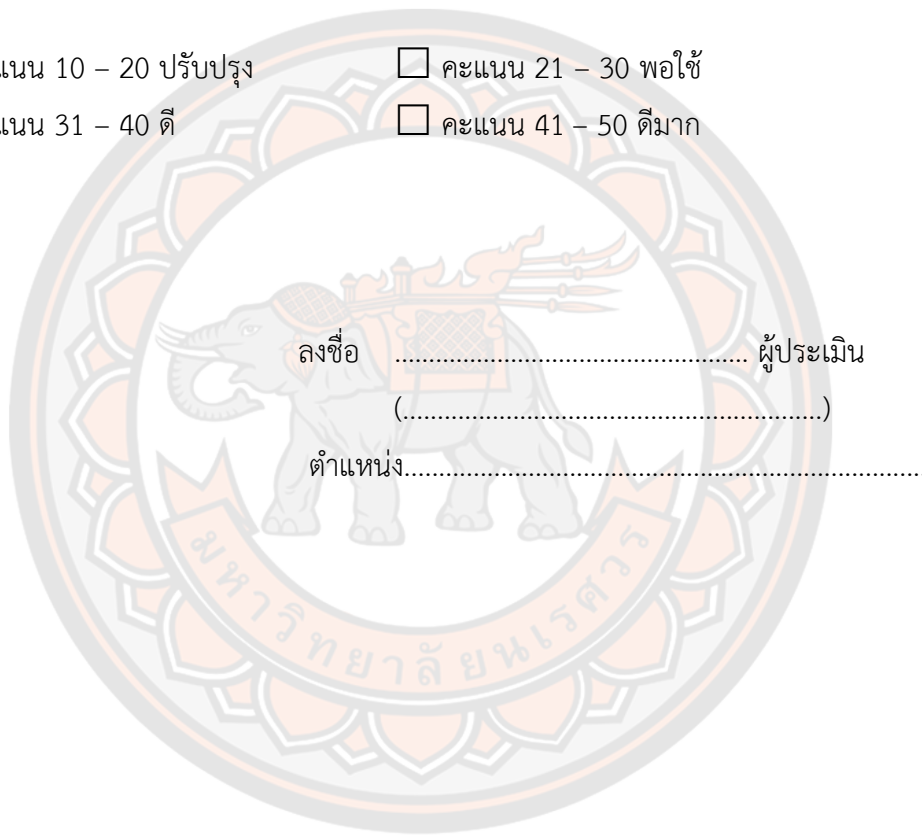 แนน 10 – 20 ปรับปรุง ☐ คะแนน 21 – 30 พอใช้
แนน 31 – 40 ดี ☐ คะแนน 41 – 50 ดีมาก
ลงชื่อ .................................................... ผู้ประเมิน
(.............................................................)
ตำแหน่ง............................................................................
มหาวิทยาลัยนเรศวร